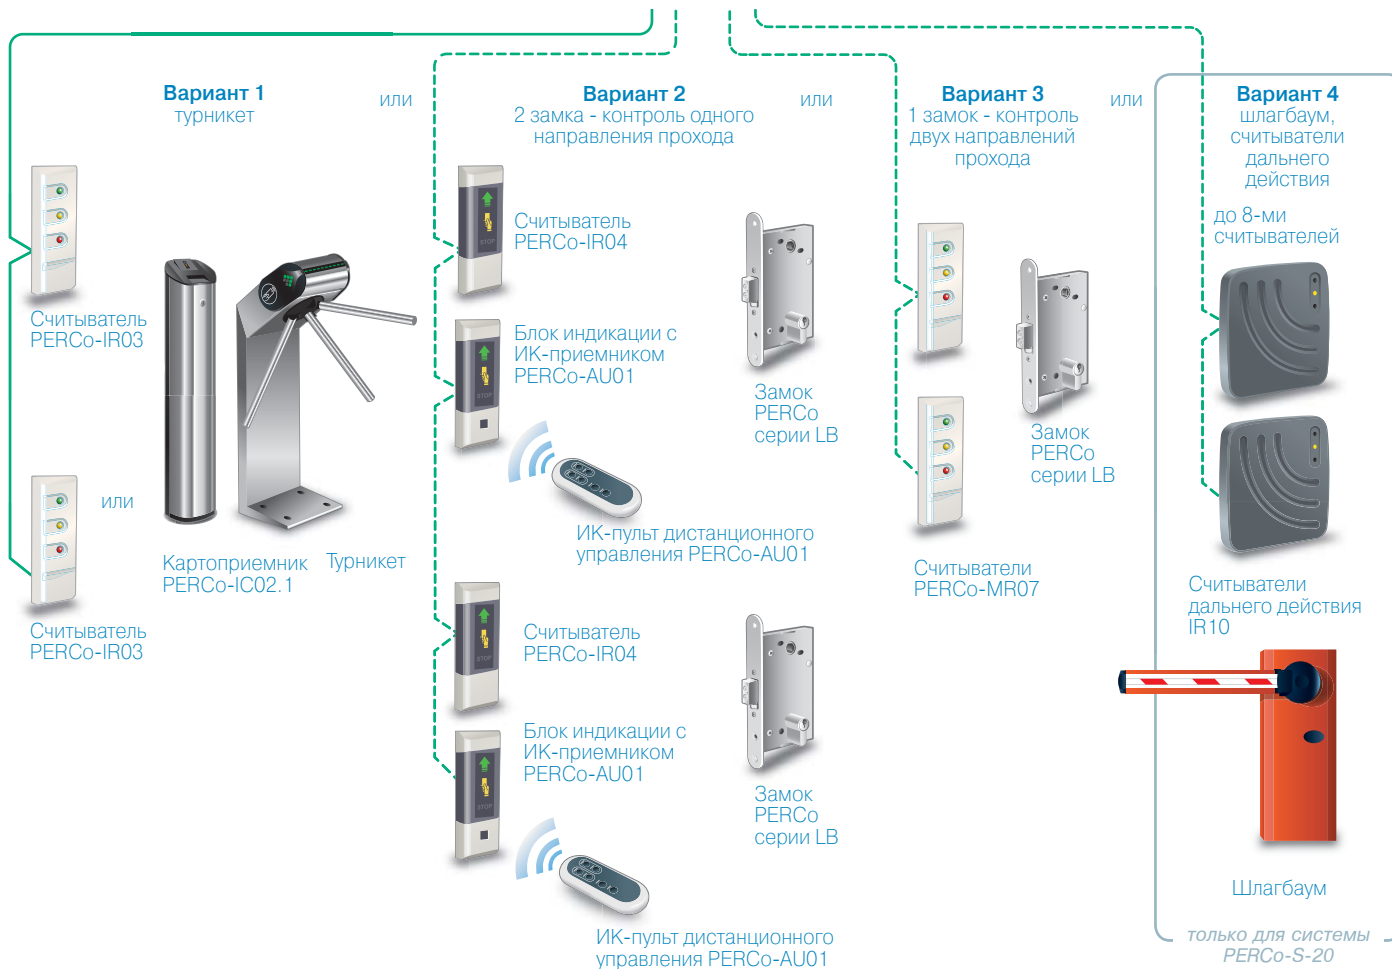 Вариант 1
турникет
или
Вариант 2
2 замка - контроль одного
направления прохода
или
Вариант 3
1 замок - контроль
двух направлений
прохода
или
Вариант 4
шлагбаум,
считыватели
дальнего
действия
до 8-ми
считывателей
Считыватель
PERCo-IR03
или
Считыватель
PERCo-IR03
Картоприемник
PERCo-IC02.1
Турникет
STOP
Считыватель
PERCo-IR04
STOP
Блок индикации с
ИК-приемником
PERCo-AU01
Замок
PERCo
серии LB
ИК-пульт дистанционного
управления PERCo-AU01
STOP
Считыватель
PERCo-IR04
STOP
Блок индикации с
ИК-приемником
PERCo-AU01
Замок
PERCo
серии LB
ИК-пульт дистанционного
управления PERCo-AU01
Замок
PERCo
серии LB
Считыватели
PERCo-MR07
Считыватели
дальнего действия
IR10
Шлагбаум
только для системы
PERCo-S-20